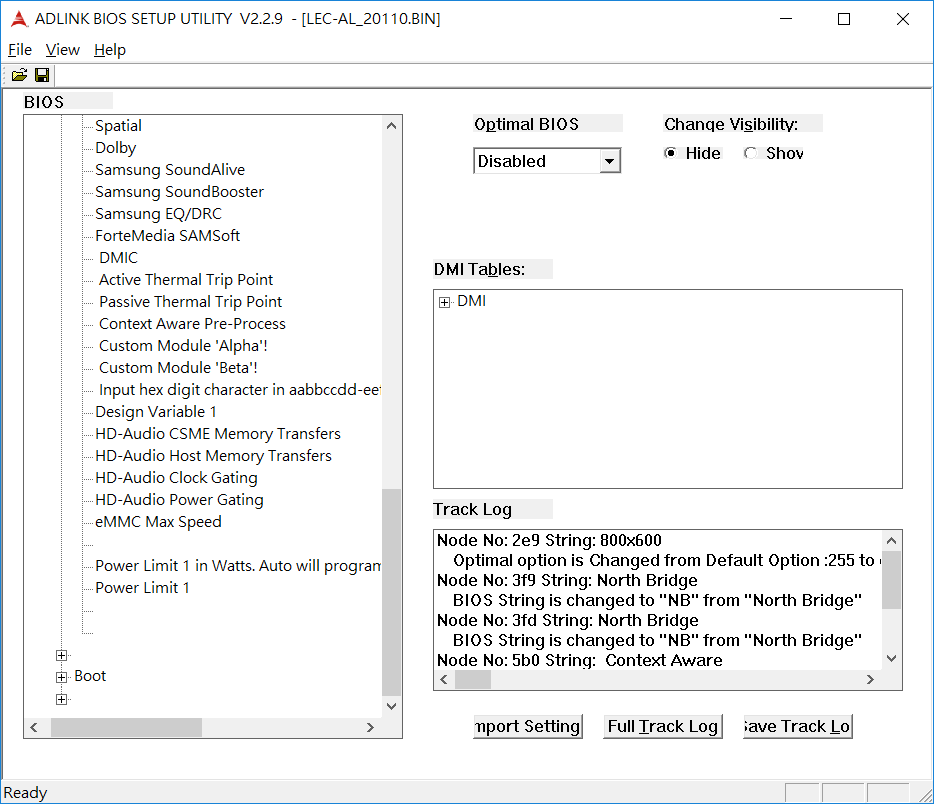 ADLINK BIOS SETUP UTILITY V2.2.9 - [LEC-AL_20110.BIN]
File View Help
BIOS
Spatial
Dolby
Samsung SoundAlive
Samsung SoundBooster
Samsung EQ/DRC
ForteMedia SAMSoft
DMIC
Active Thermal Trip Point
Passive Thermal Trip Point
Context Aware Pre-Process
Custom Module 'Alpha'!
Custom Module 'Beta'!
Input hex digit character in aabbccdd-eef
Design Variable 1
HD-Audio CSME Memory Transfers
HD-Audio Host Memory Transfers
HD-Audio Clock Gating
HD-Audio Power Gating
eMMC Max Speed
Power Limit 1 in Watts. Auto will program
Power Limit 1
Boot
Optimal BIOS
Disabled
Change Visibility:
Hide Shov
DMI Tables:
DMI
Track Log
Node No: 2e9 String: 800x600
Optimal option is Changed from Default Option :255 to
Node No: 3f9 String: North Bridge
BIOS String is changed to "NB" from "North Bridge"
Node No: 3fd String: North Bridge
BIOS String is changed to "NB" from "North Bridge"
Node No: 5b0 String: Context Aware
mport Setting Full Track Log Save Track Lo
Ready